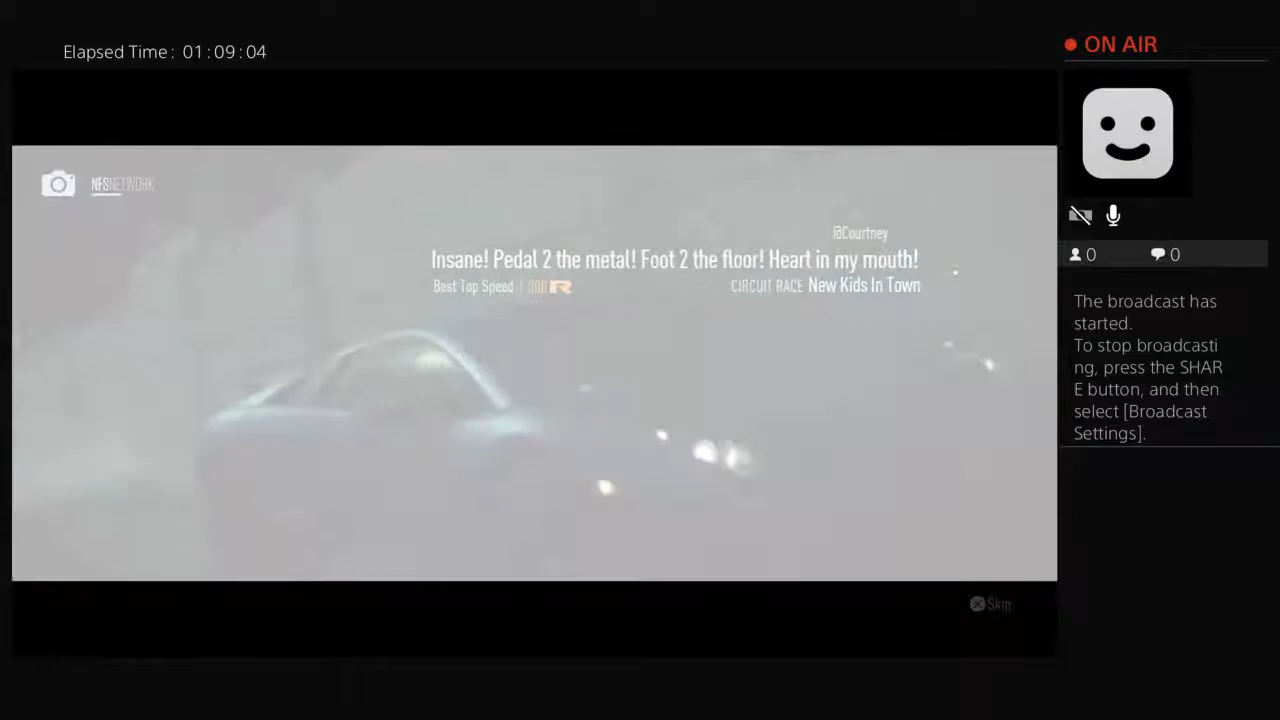 Elapsed Time: 01:09:04
ON AIR
NFSNETWORK
@Courtney
Insane! Pedal 2 the metal! Foot 2 the floor! Heart in my mouth!
Best Top Speed
CIRCUIT RACE New Kids In Town
0 0
The broadcast has
started.
To stop broadcasti
ng, press the SHAR
E button, and then
select [Broadcast
Settings].
Skip